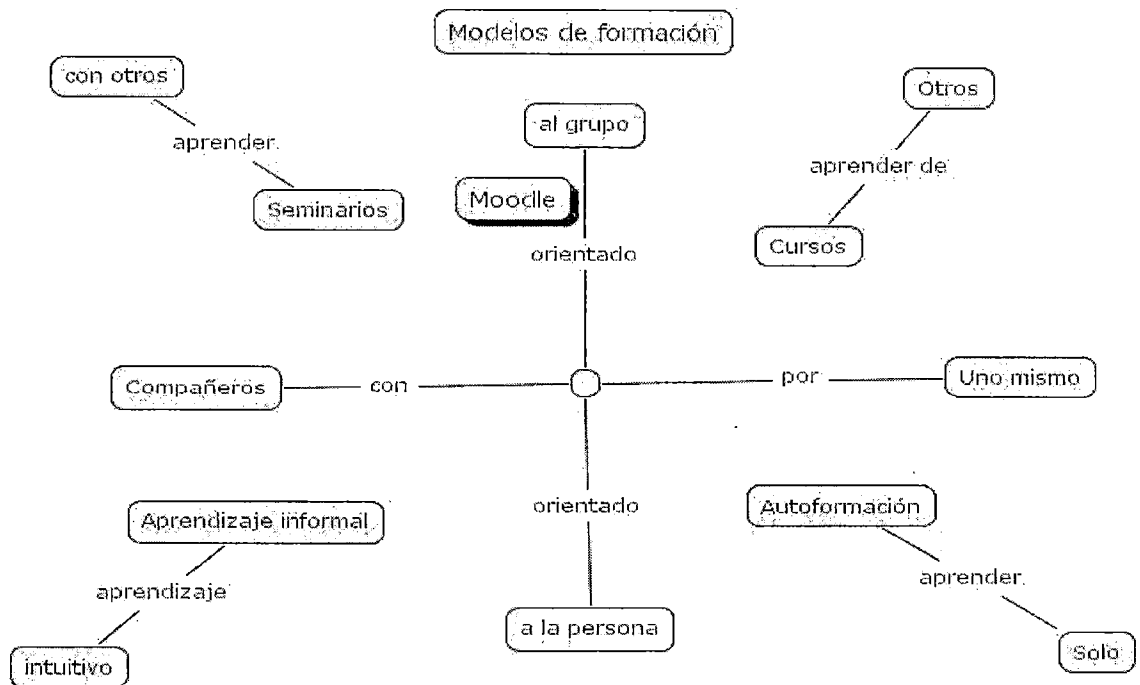 Modelos de formación
con otros
aprender
Seminarios
al grupo
Moodle
orientado
Otros
aprender de
Cursos
Compañeros
con
por
Uno mismo
orientado
a la persona
Aprendizaje informal
aprendizaje
intuitivo
Autoformación
aprender
Solo